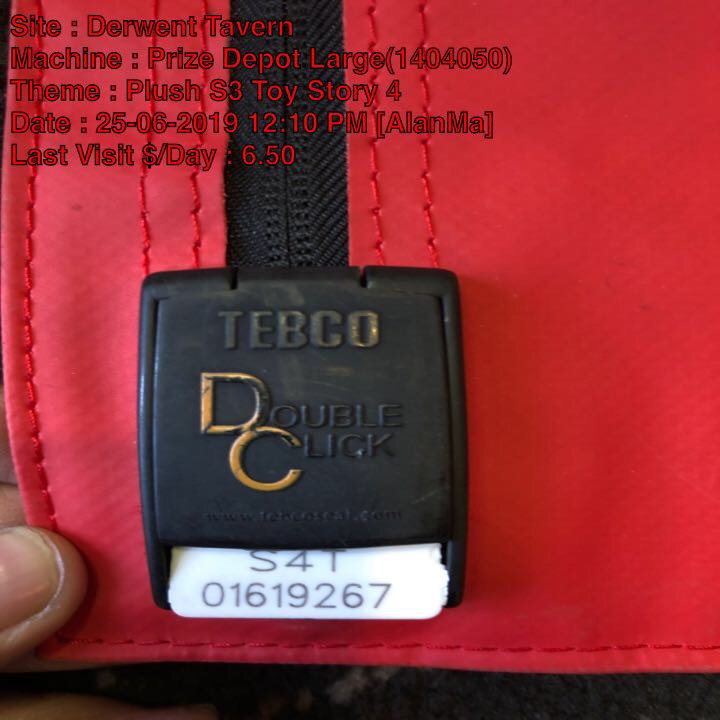 Site : Derwent Tavern
Machine : Prize Depot Large(1404050)
Theme : Plush S3 Toy Story 4
Date : 25-06-2019 12:10 PM [AlanMa]
Last Visit $/Day : 6.50
TEBCO
DOUBLE
CLICK
www.tebcoseal.com
S4T
01619267